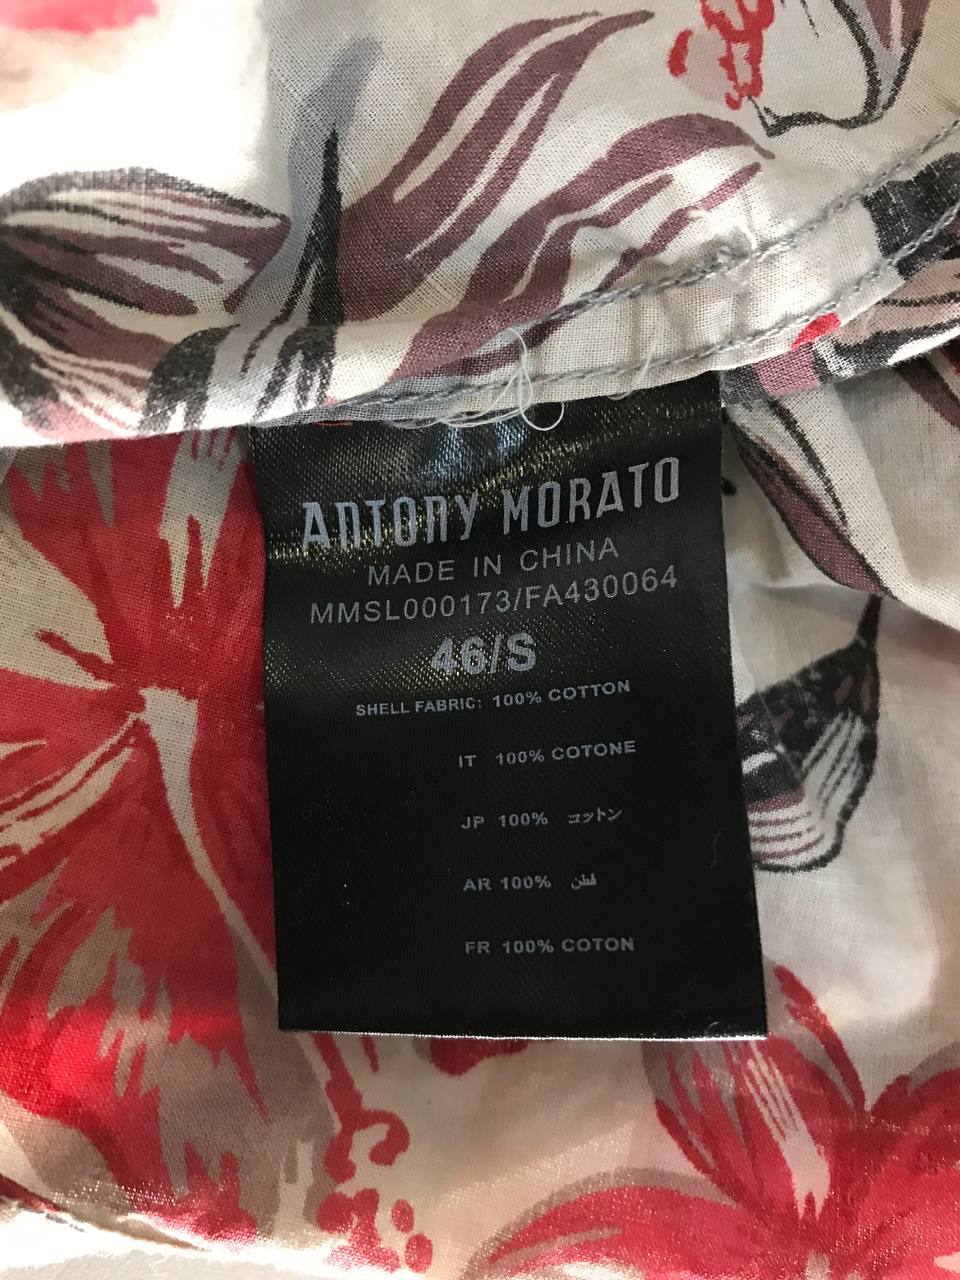 ANTONY MORATO
MADE IN CHINA
MMSL000173/FA430064
46/S
SHELL FABRIC: 100% COTTON
IT 100% COTONE
JP 100% コットン
AR 100% قطن
FR 100% COTON